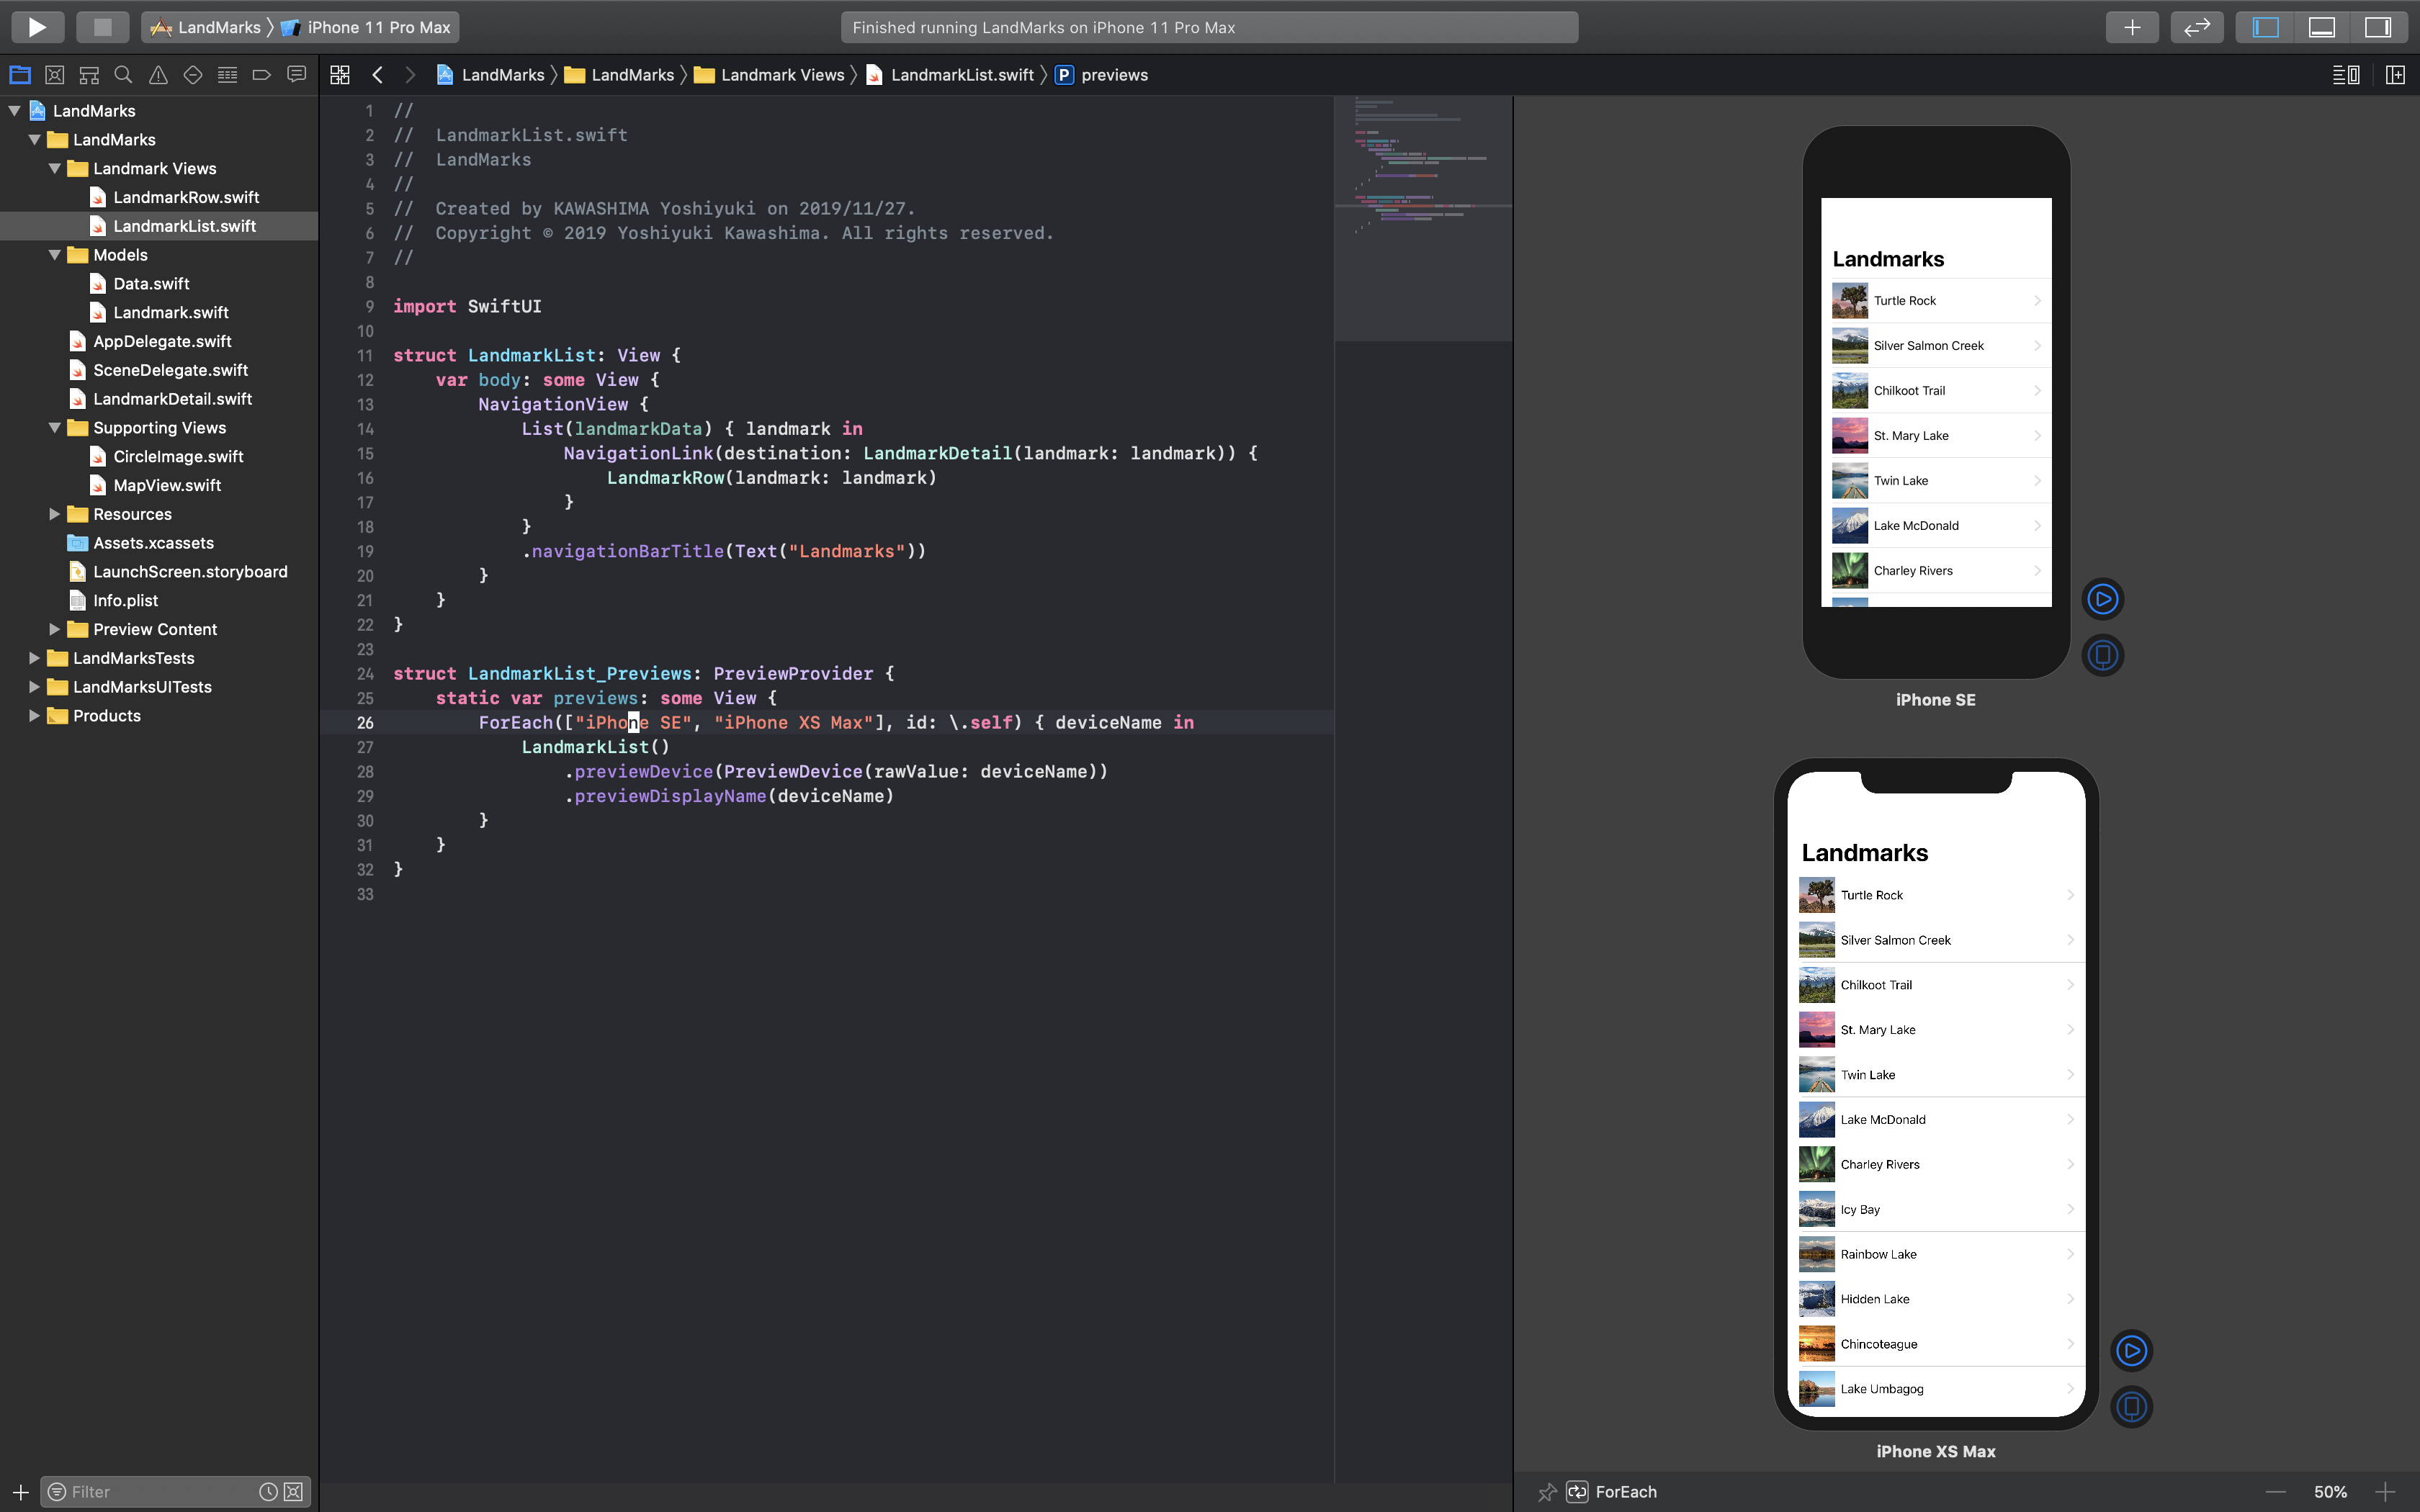 LandMarks 〉 iPhone 11 Pro Max
Finished running LandMarks on iPhone 11 Pro Max
LandMarks 〉 LandMarks 〉 Landmark Views 〉 LandmarkList.swift 〉 P previews
LandMarks
LandMarks
Landmark Views
LandmarkRow.swift
LandmarkList.swift
Models
Data.swift
Landmark.swift
AppDelegate.swift
SceneDelegate.swift
LandmarkDetail.swift
Supporting Views
CircleImage.swift
MapView.swift
Resources
Assets.xcassets
LaunchScreen.storyboard
Info.plist
Preview Content
LandMarksTests
LandMarksUITests
Products
Filter
1 //
2 //  LandmarkList.swift
3 //  LandMarks
4 //
5 //  Created by KAWASHIMA Yoshiyuki on 2019/11/27.
6 //  Copyright © 2019 Yoshiyuki Kawashima. All rights reserved.
7 //
8
9 import SwiftUI
10
11 struct LandmarkList: View {
12     var body: some View {
13         NavigationView {
14             List(landmarkData) { landmark in
15                 NavigationLink(destination: LandmarkDetail(landmark: landmark)) {
16                     LandmarkRow(landmark: landmark)
17                 }
18             }
19             .navigationBarTitle(Text("Landmarks"))
20         }
21     }
22 }
23
24 struct LandmarkList_Previews: PreviewProvider {
25     static var previews: some View {
26         ForEach(["iPhone SE", "iPhone XS Max"], id: \.self) { deviceName in
27             LandmarkList()
28                 .previewDevice(PreviewDevice(rawValue: deviceName))
29                 .previewDisplayName(deviceName)
30         }
31     }
32 }
33
Landmarks
Turtle Rock
Silver Salmon Creek
Chilkoot Trail
St. Mary Lake
Twin Lake
Lake McDonald
Charley Rivers
iPhone SE
Landmarks
Turtle Rock
Silver Salmon Creek
Chilkoot Trail
St. Mary Lake
Twin Lake
Lake McDonald
Charley Rivers
Icy Bay
Rainbow Lake
Hidden Lake
Chincoteague
Lake Umbagog
iPhone XS Max
ForEach
50%